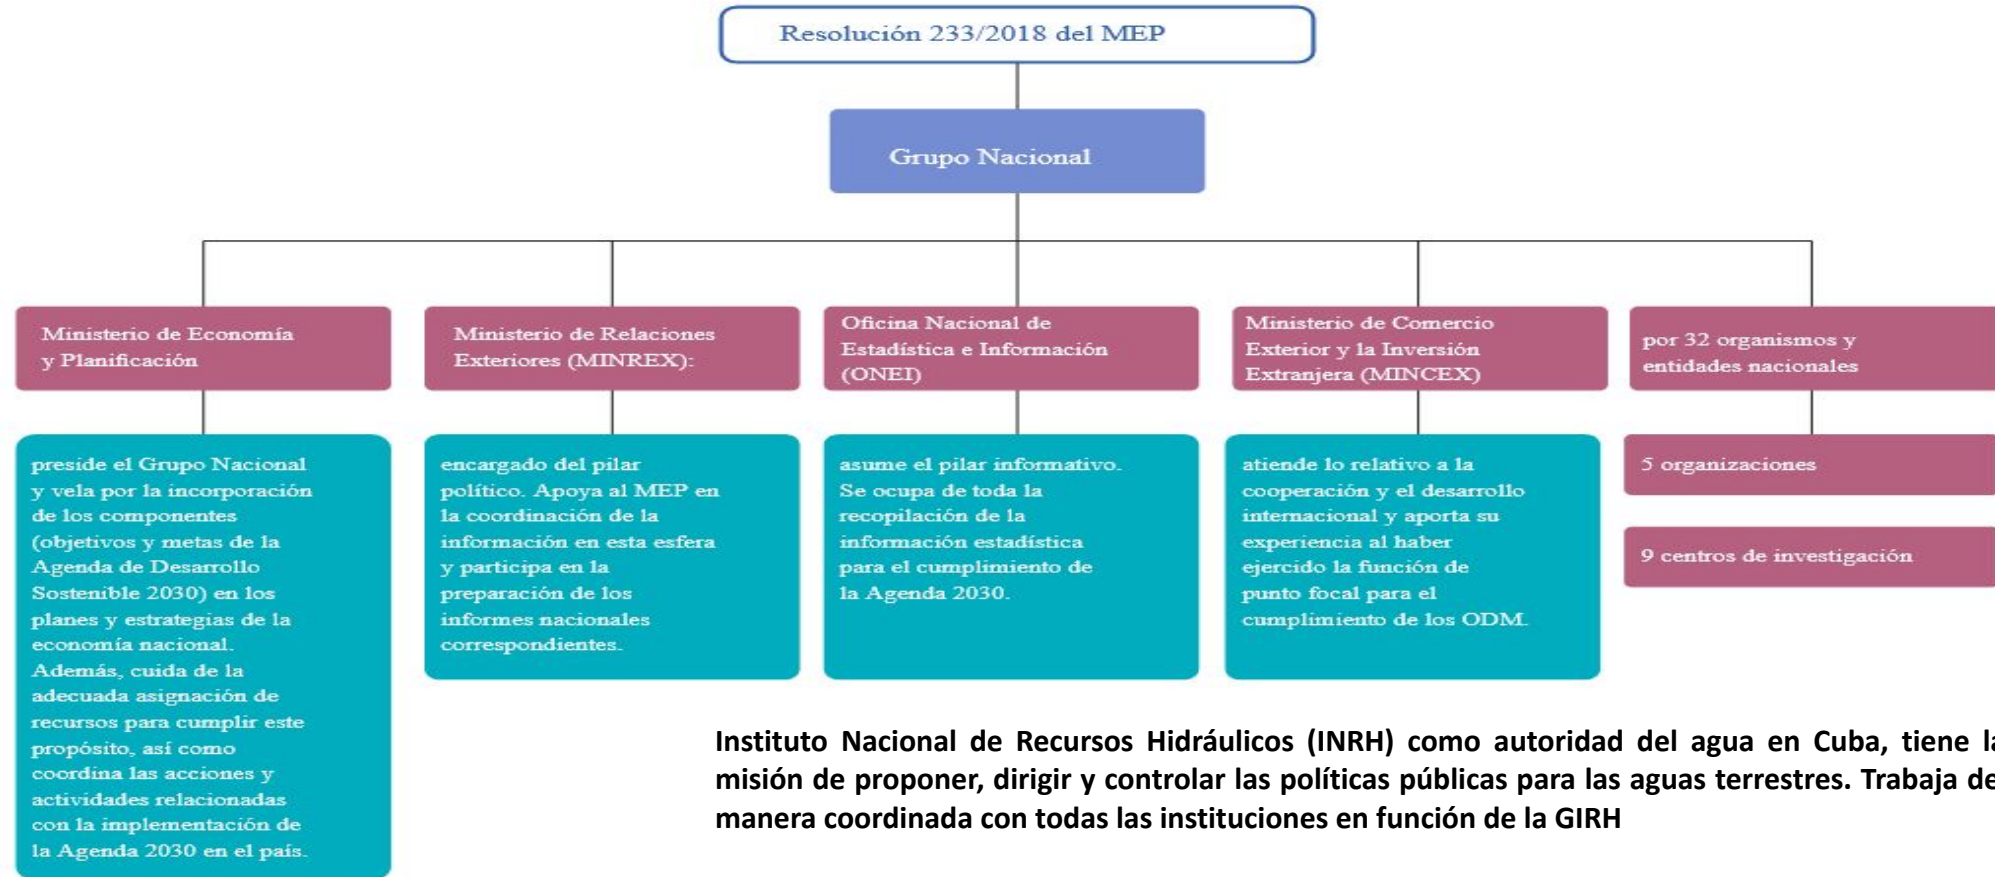 Resolución 233/2018 del MEP
Grupo Nacional
Ministerio de Economía
y Planificación
Ministerio de Relaciones
Exteriores (MINREX):
Oficina Nacional de
Estadística e Información
(ONEI)
Ministerio de Comercio
Exterior y la Inversión
Extranjera (MINCEX)
por 32 organismos y
entidades nacionales
preside el Grupo Nacional
y vela por la incorporación
de los componentes
(objetivos y metas de la
Agenda de Desarrollo
Sostenible 2030) en los
planes y estrategias de la
economía nacional.
Además, cuida de la
adecuada asignación de
recursos para cumplir este
propósito, así como
coordina las acciones y
actividades relacionadas
con la implementación de
la Agenda 2030 en el país.
encargado del pilar
político. Apoya al MEP en
la coordinación de la
información en esta esfera
y participa en la
preparación de los
informes nacionales
correspondientes.
asume el pilar informativo.
Se ocupa de toda la
recopilación de la
información estadística
para el cumplimiento de
la Agenda 2030.
atiende lo relativo a la
cooperación y el desarrollo
internacional y aporta su
experiencia al haber
ejercido la función de
punto focal para el
cumplimiento de los ODM.
5 organizaciones
9 centros de investigación
Instituto Nacional de Recursos Hidráulicos (INRH) como autoridad del agua en Cuba, tiene la
misión de proponer, dirigir y controlar las políticas públicas para las aguas terrestres. Trabaja de
manera coordinada con todas las instituciones en función de la GIRH